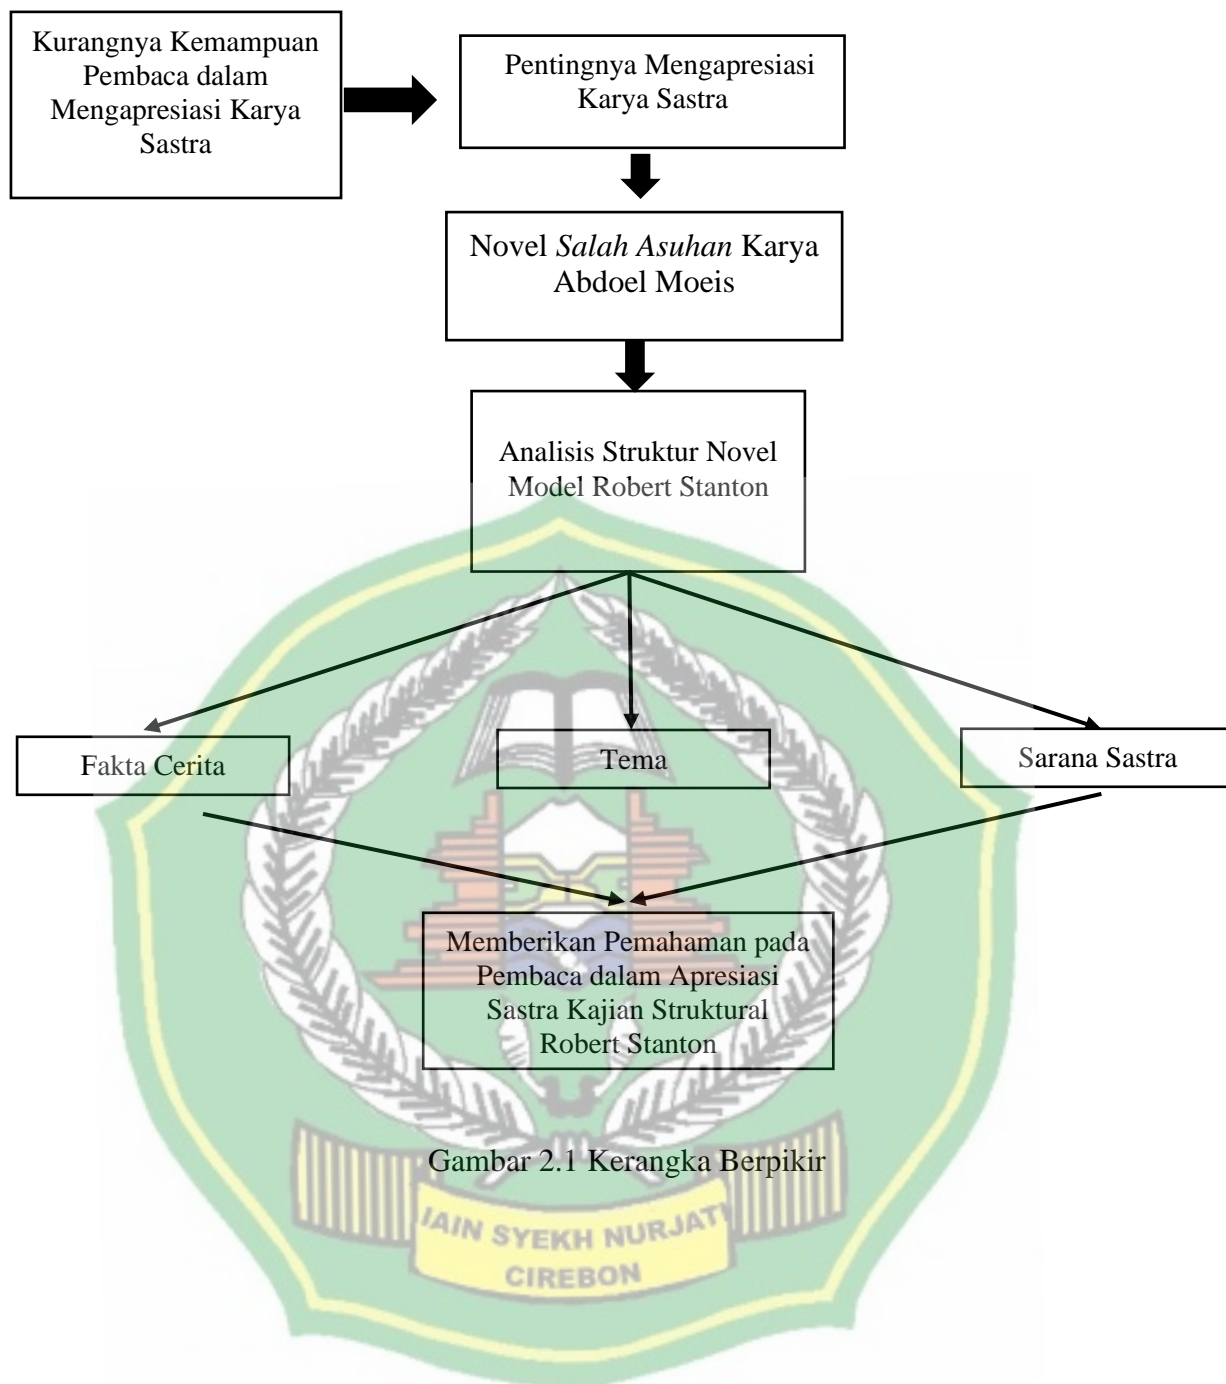 Kurangnya Kemampuan
Pembaca dalam
Mengapresiasi Karya
Sastra
Pentingnya Mengapresiasi
Karya Sastra
Novel Salah Asuhan Karya
Abdoel Moeis
Analisis Struktur Novel
Model Robert Stanton
Fakta Cerita
Tema
Sarana Sastra
Memberikan Pemahaman pada
Pembaca dalam Apresiasi
Sastra Kajian Struktural
Robert Stanton
Gambar 2.1 Kerangka Berpikir
IAIN SYEKH NURJATI
CIREBON